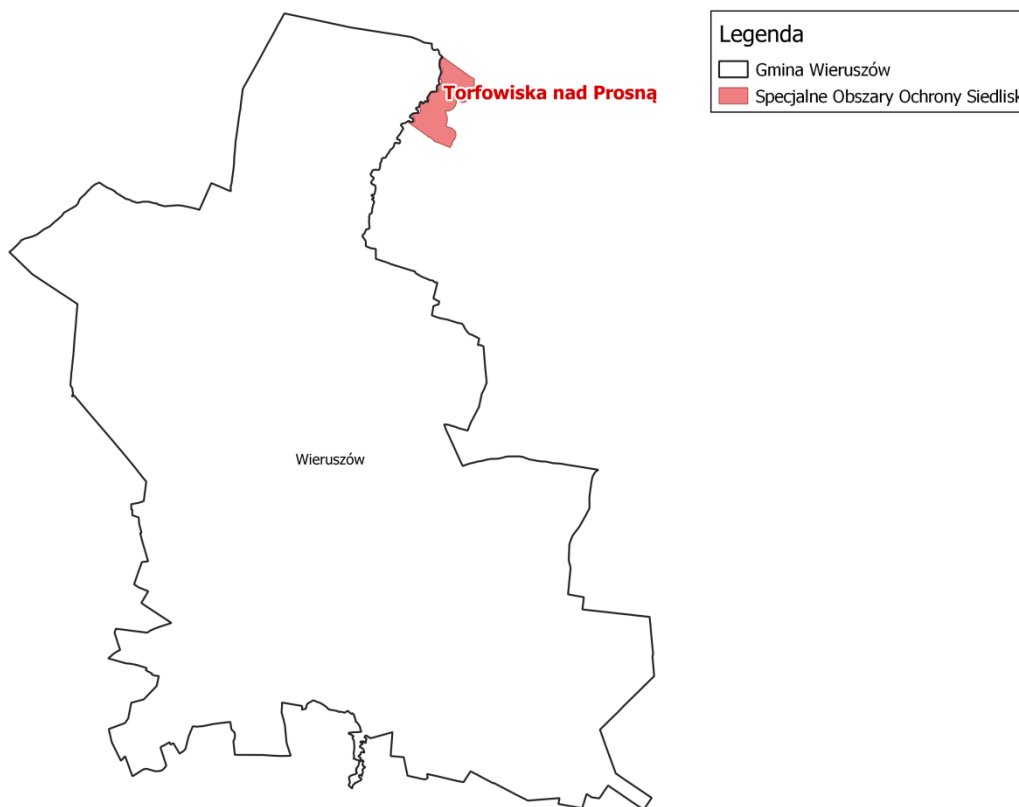 Legenda
Gmina Wieruszów
Specjalne Obszary Ochrony Siedlisk
Torfowiska nad Prosną
Wieruszów